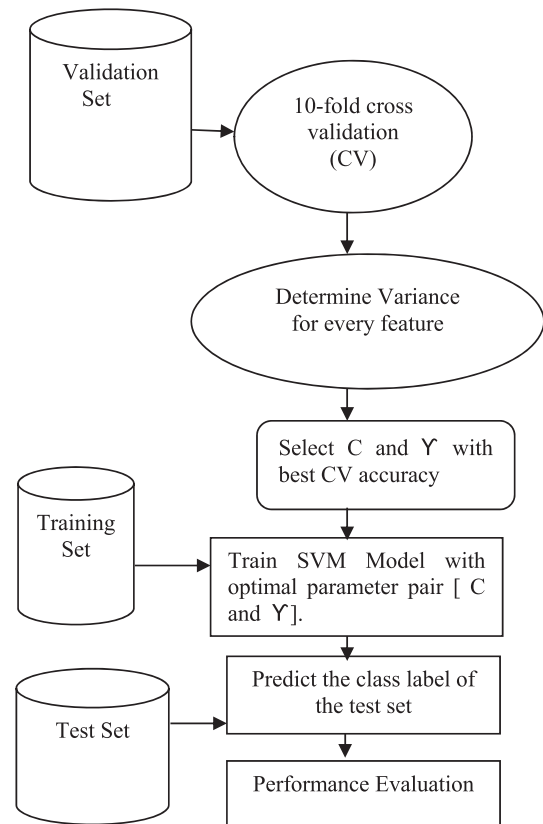 Validation
Set
10-fold cross
validation
(CV)
Determine Variance
for every feature
Select C and ϒ with
best CV accuracy
Training
Set
Train SVM Model with
optimal parameter pair [ C
and ϒ].
Predict the class label of
the test set
Test Set
Performance Evaluation